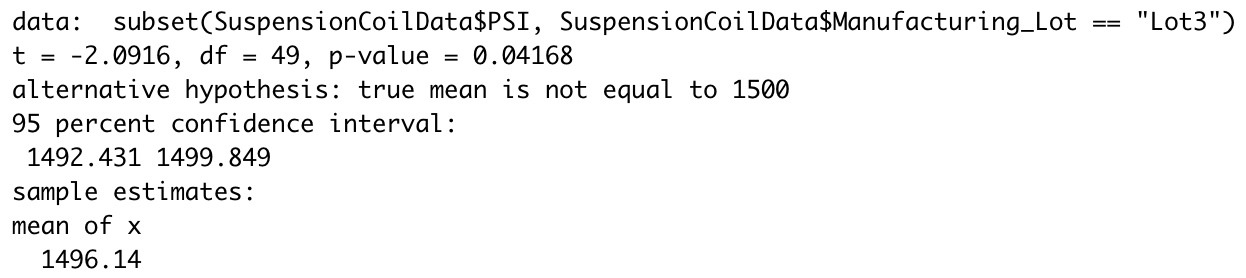 data:  subset(SuspensionCoilData$PSI, SuspensionCoilData$Manufacturing_Lot == "Lot3")
t = -2.0916, df = 49, p-value = 0.04168
alternative hypothesis: true mean is not equal to 1500
95 percent confidence interval:
 1492.431 1499.849
sample estimates:
mean of x
  1496.14